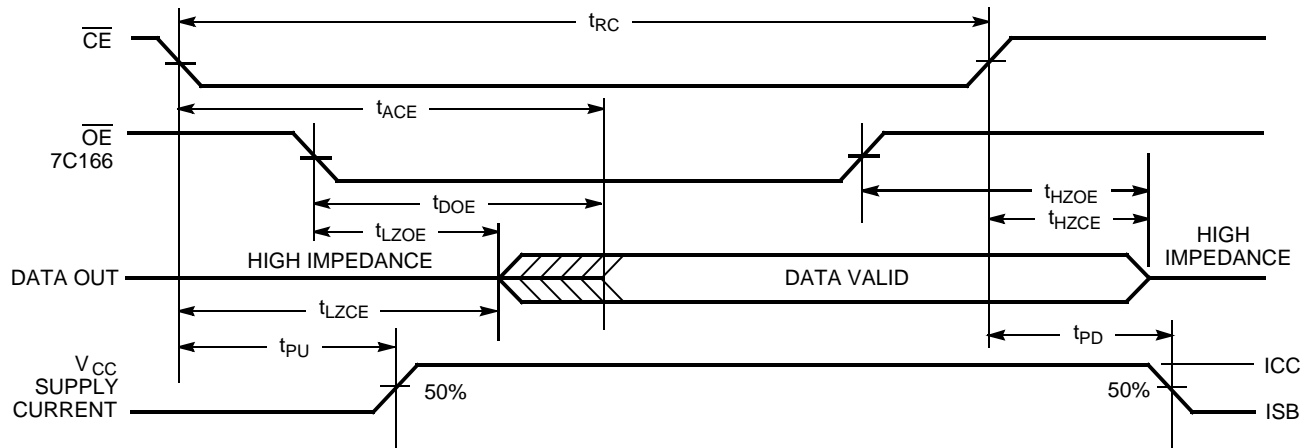 tRC
CE
tACE
OE
7C166
tDOE
tHZOE
tLZOE
tHZCE
HIGH IMPEDANCE
HIGH
IMPEDANCE
DATA OUT
DATA VALID
tLZCE
tPU
tPD
VCC
SUPPLY
CURRENT
50%
50%
ICC
ISB